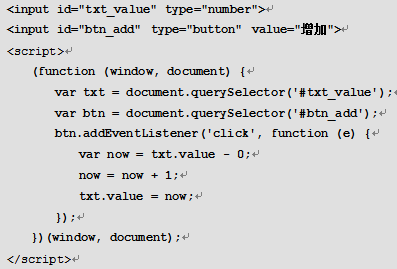 <input id="txt_value" type="number">
<input id="btn_add" type="button" value="增加">
<script>
(function (window, document) {
var txt = document.querySelector('#txt_value');
var btn = document.querySelector('#btn_add');
btn.addEventListener('click', function (e) {
var now = txt.value - 0;
now = now + 1;
txt.value = now;
});
})(window, document);
</script>